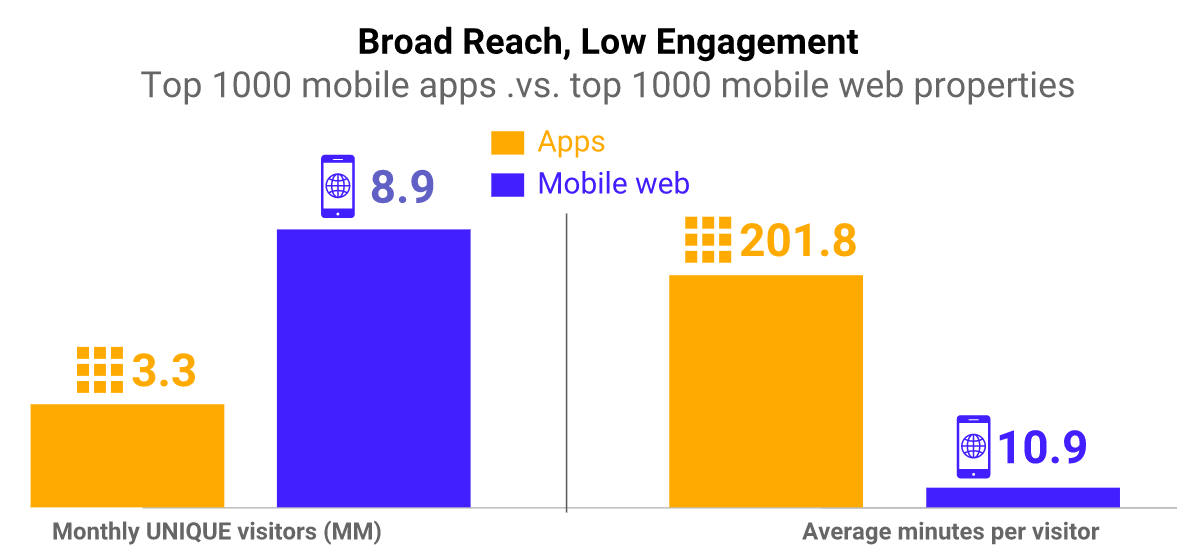 Broad Reach, Low Engagement
Top 1000 mobile apps .vs. top 1000 mobile web properties
Apps
Mobile web
8.9
3.3
201.8
10.9
Monthly UNIQUE visitors (MM)
Average minutes per visitor